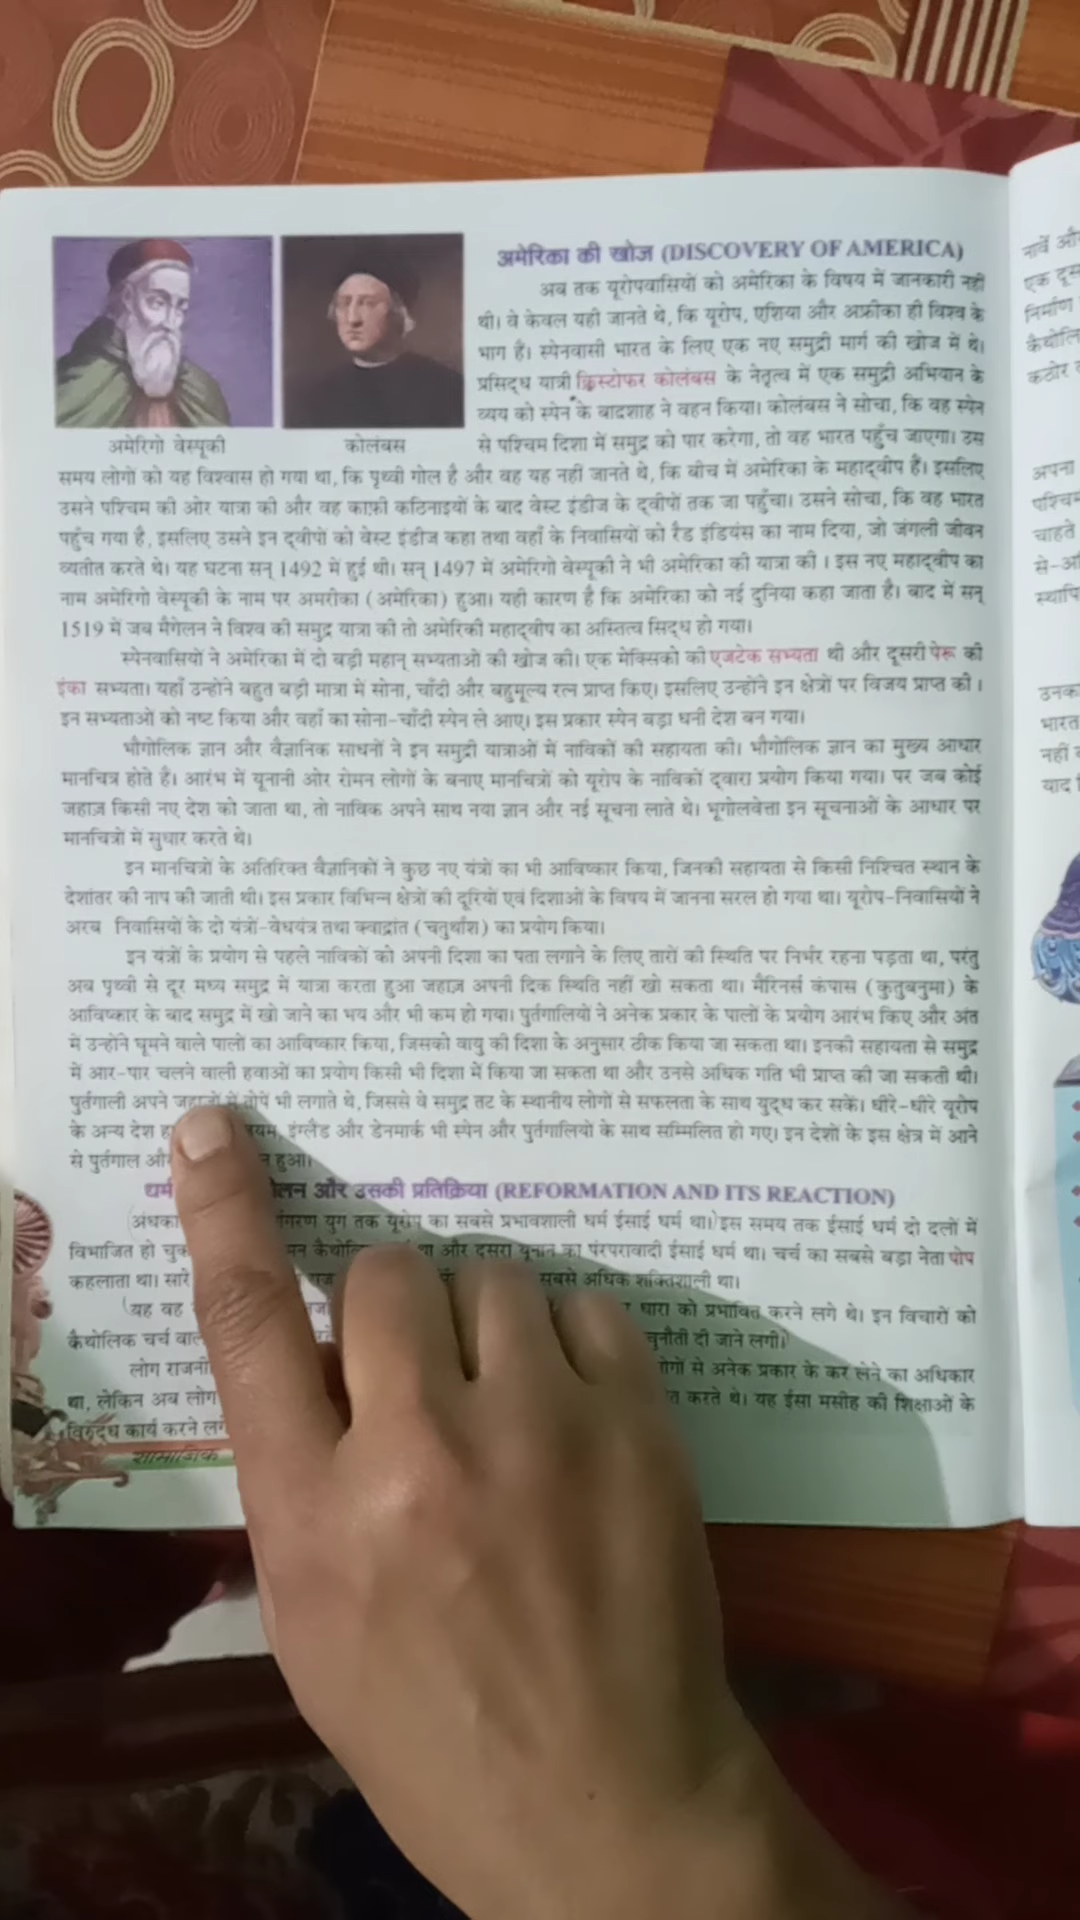 अमेरिका की खोज (DISCOVERY OF AMERICA)
अब तक यूरोपवासियों को अमेरिका के विषय में जानकारी नहीं
थी। वे केवल यही जानते थे, कि यूरोप, एशिया और अफ्रीका ही विश्व के
भाग हैं। स्पेनवासी भारत के लिए एक नए समुद्री मार्ग की खोज में थे।
प्रसिद्ध यात्री क्रिस्टोफर कोलंबस के नेतृत्व में एक समुद्री अभियान के
व्यय को स्पेन के बादशाह ने वहन किया। कोलंबस ने सोचा, कि वह स्पेन
अमेरिगो वेस्पूकी
कोलंबस
से पश्चिम दिशा में समुद्र को पार करेगा, तो वह भारत पहुँच जाएगा। उस
समय लोगों को यह विश्वास हो गया था, कि पृथ्वी गोल है और वह यह नहीं जानते थे, कि बीच में अमेरिका के महाद्वीप हैं। इसलिए
उसने पश्चिम की ओर यात्रा की और वह काफ़ी कठिनाइयों के बाद वेस्ट इंडीज के द्वीपों तक जा पहुँचा। उसने सोचा, कि वह भारत
पहुँच गया है, इसलिए उसने इन द्वीपों को वेस्ट इंडीज कहा तथा वहाँ के निवासियों को रैड इंडियंस का नाम दिया, जो जंगली जीवन
व्यतीत करते थे। यह घटना सन् 1492 में हुई थी। सन् 1497 में अमेरिगो वेस्पूकी ने भी अमेरिका की यात्रा की । इस नए महाद्वीप का
नाम अमेरिगो वेस्पूकी के नाम पर अमरीका (अमेरिका) हुआ। यही कारण है कि अमेरिका को नई दुनिया कहा जाता है। बाद में सन्
1519 में जब मैगेलन ने विश्व की समुद्र यात्रा की तो अमेरिकी महाद्वीप का अस्तित्व सिद्ध हो गया।
स्पेनवासियों ने अमेरिका में दो बड़ी महान् सभ्यताओं की खोज की। एक मेक्सिको की एजटेक सभ्यता थी और दूसरी पेरू की
इंका सभ्यता। यहाँ उन्होंने बहुत बड़ी मात्रा में सोना, चाँदी और बहुमूल्य रत्न प्राप्त किए। इसलिए उन्होंने इन क्षेत्रों पर विजय प्राप्त की ।
इन सभ्यताओं को नष्ट किया और वहाँ का सोना-चाँदी स्पेन ले आए। इस प्रकार स्पेन बड़ा धनी देश बन गया।
भौगोलिक ज्ञान और वैज्ञानिक साधनों ने इन समुद्री यात्राओं में नाविकों की सहायता की। भौगोलिक ज्ञान का मुख्य आधार
मानचित्र होते हैं। आरंभ में यूनानी ओर रोमन लोगों के बनाए मानचित्रों को यूरोप के नाविकों द्वारा प्रयोग किया गया। पर जब कोई
जहाज़ किसी नए देश को जाता था, तो नाविक अपने साथ नया ज्ञान और नई सूचना लाते थे। भूगोलवेत्ता इन सूचनाओं के आधार पर
मानचित्रों में सुधार करते थे।
इन मानचित्रों के अतिरिक्त वैज्ञानिकों ने कुछ नए यंत्रों का भी आविष्कार किया, जिनकी सहायता से किसी निश्चित स्थान के
देशांतर की नाप की जाती थी। इस प्रकार विभिन्न क्षेत्रों की दूरियों एवं दिशाओं के विषय में जानना सरल हो गया था। यूरोप-निवासियों ने
अरब निवासियों के दो यंत्रों-वेधयंत्र तथा क्वाद्रांत (चतुर्थांश) का प्रयोग किया।
इन यंत्रों के प्रयोग से पहले नाविकों को अपनी दिशा का पता लगाने के लिए तारों की स्थिति पर निर्भर रहना पड़ता था, परंतु
अब पृथ्वी से दूर मध्य समुद्र में यात्रा करता हुआ जहाज़ अपनी दिक स्थिति नहीं खो सकता था। मैरिनर्स कंपास (कुतुबनुमा) के
आविष्कार के बाद समुद्र में खो जाने का भय और भी कम हो गया। पुर्तगालियों ने अनेक प्रकार के पालों के प्रयोग आरंभ किए और अंत
में उन्होंने घूमने वाले पालों का आविष्कार किया, जिसको वायु की दिशा के अनुसार ठीक किया जा सकता था। इनकी सहायता से समुद्र
में आर-पार चलने वाली हवाओं का प्रयोग किसी भी दिशा में किया जा सकता था और उनसे अधिक गति भी प्राप्त की जा सकती थी।
पुर्तगाली अपने जहाज़ों में तोपें भी लगाते थे, जिससे वे समुद्र तट के स्थानीय लोगों से सफलता के साथ युद्ध कर सकें। धीरे-धीरे यूरोप
के अन्य देश इंग्लैंड और डेनमार्क भी स्पेन और पुर्तगालियों के साथ सम्मिलित हो गए। इन देशों के इस क्षेत्र में आने
से पुर्तगाल हुआ।
और उसकी प्रतिक्रिया (REFORMATION AND ITS REACTION)
युग तक यूरोप का सबसे प्रभावशाली धर्म ईसाई धर्म था। इस समय तक ईसाई धर्म दो दलों में
विभाजित हो और दूसरा यूनान का परंपरावादी ईसाई धर्म था। चर्च का सबसे बड़ा नेता पोप
कहलाता था। सारे सबसे अधिक शक्तिशाली था।
यह वह धारा को प्रभावित करने लगे थे। इन विचारों को
कैथोलिक चर्च चुनौती दी जाने लगी।
लोग से अनेक प्रकार के कर लेने का अधिकार
था, लेकिन अब लोग करते थे। यह ईसा मसीह की शिक्षाओं के
विरुद्ध कार्य करने
सामाजिक
एक
निर्माण
कठोर
अपना
चाहते
भारत
नहीं
याद